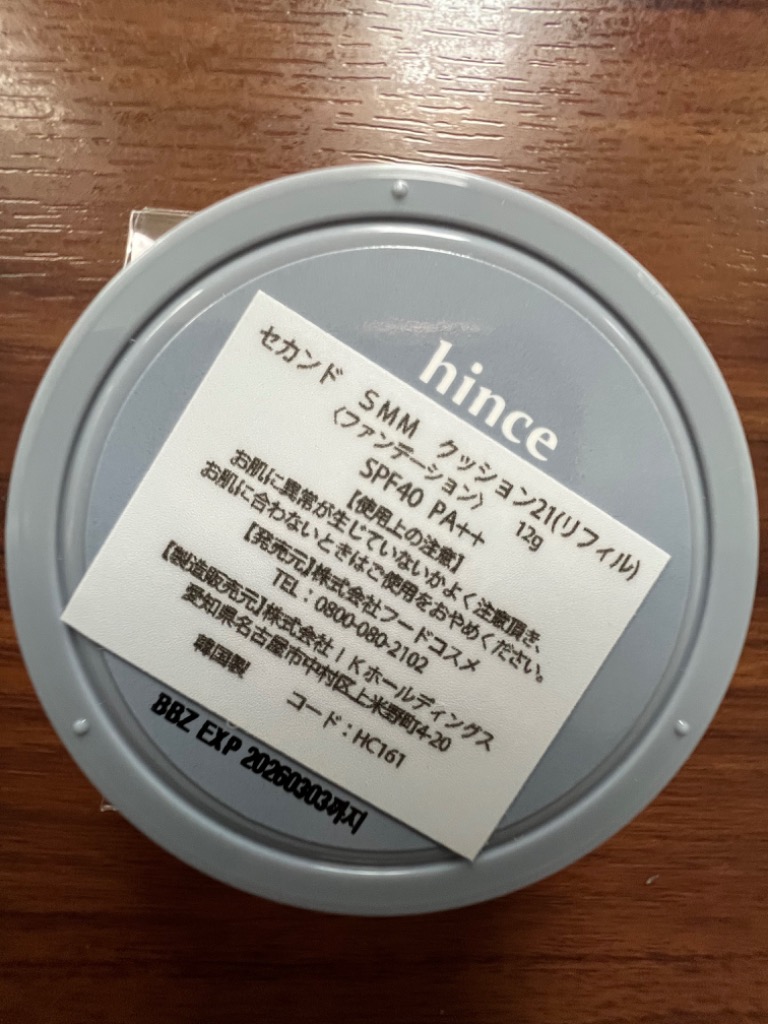 hince
セカンド SMM クッション21(リフィル)
〈ファンデーション〉 12g
SPF40 PA++
【使用上の注意】
お肌に異常が生じていないかよく注意頂き、
お肌に合わないときはご使用をおやめください。
【発売元】株式会社フードコスメ
TEL：0800-080-2102
【製造販売元】株式会社ＩＫホールディングス
愛知県名古屋市中村区上米野町4-20
韓国製 コード：HC161
BBZ EXP 20260303까지